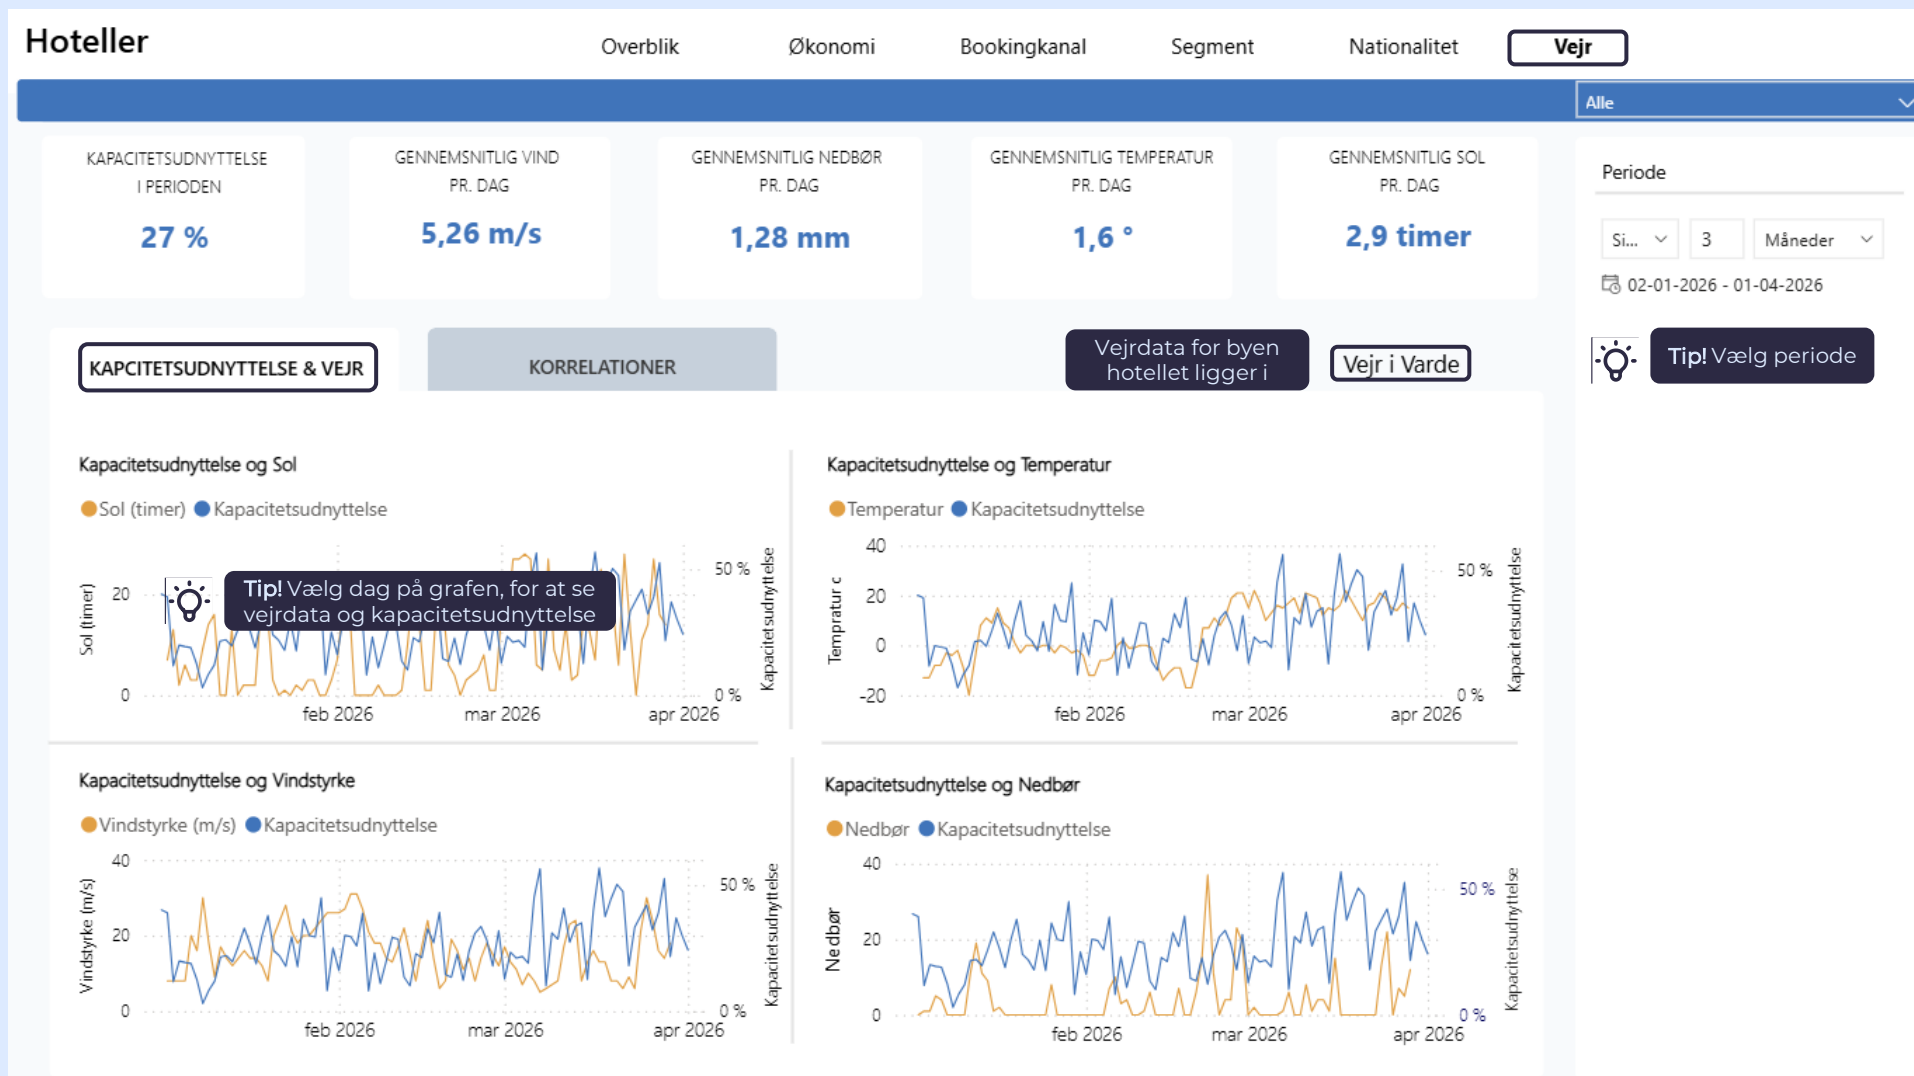 Hoteller
Overblik
Økonomi
Bookingkanal
Segment
Nationalitet
Vejr
Alle
KAPACITETSUDNYTTELSE
I PERIODEN
27 %
GENNEMSNITLIG VIND
PR. DAG
5,26 m/s
GENNEMSNITLIG NEDBØR
PR. DAG
1,28 mm
GENNEMSNITLIG TEMPERATUR
PR. DAG
1,6 °
GENNEMSNITLIG SOL
PR. DAG
2,9 timer
Periode
Si...
3
Måneder
02-01-2026 - 01-04-2026
Tip! Vælg periode
KAPCITETSUDNYTTELSE & VEJR
KORRELATIONER
Vejrdata for byen
hotellet ligger i
Vejr i Varde
Kapacitetsudnyttelse og Sol
Sol (timer) Kapacitetsudnyttelse
Tip! Vælg dag på grafen, for at se
vejrdata og kapacitetsudnyttelse
Sol (timer)
20
0
50 %
0 %
Kapacitetsudnyttelse
feb 2026
mar 2026
apr 2026
Kapacitetsudnyttelse og Temperatur
Temperatur Kapacitetsudnyttelse
Tempratur c
40
20
0
-20
50 %
0 %
Kapacitetsudnyttelse
feb 2026
mar 2026
apr 2026
Kapacitetsudnyttelse og Vindstyrke
Vindstyrke (m/s) Kapacitetsudnyttelse
Vindstyrke (m/s)
40
20
0
50 %
0 %
Kapacitetsudnyttelse
feb 2026
mar 2026
apr 2026
Kapacitetsudnyttelse og Nedbør
Nedbør Kapacitetsudnyttelse
Nedbør
40
20
0
50 %
0 %
Kapacitetsudnyttelse
feb 2026
mar 2026
apr 2026